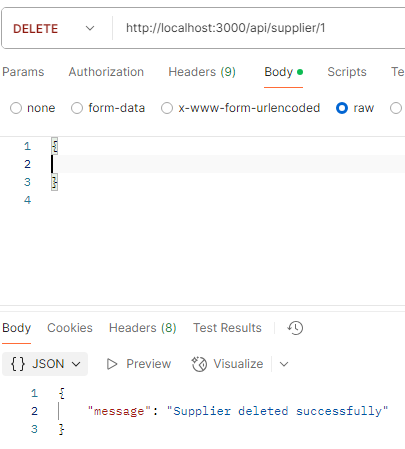 DELETE http://localhost:3000/api/supplier/1
Params Authorization Headers (9) Body Scripts Te
none form-data x-www-form-urlencoded raw
1 {
2
3 }
4
Body Cookies Headers (8) Test Results
{} JSON Preview Visualize
1 {
2 "message": "Supplier deleted successfully"
3 }